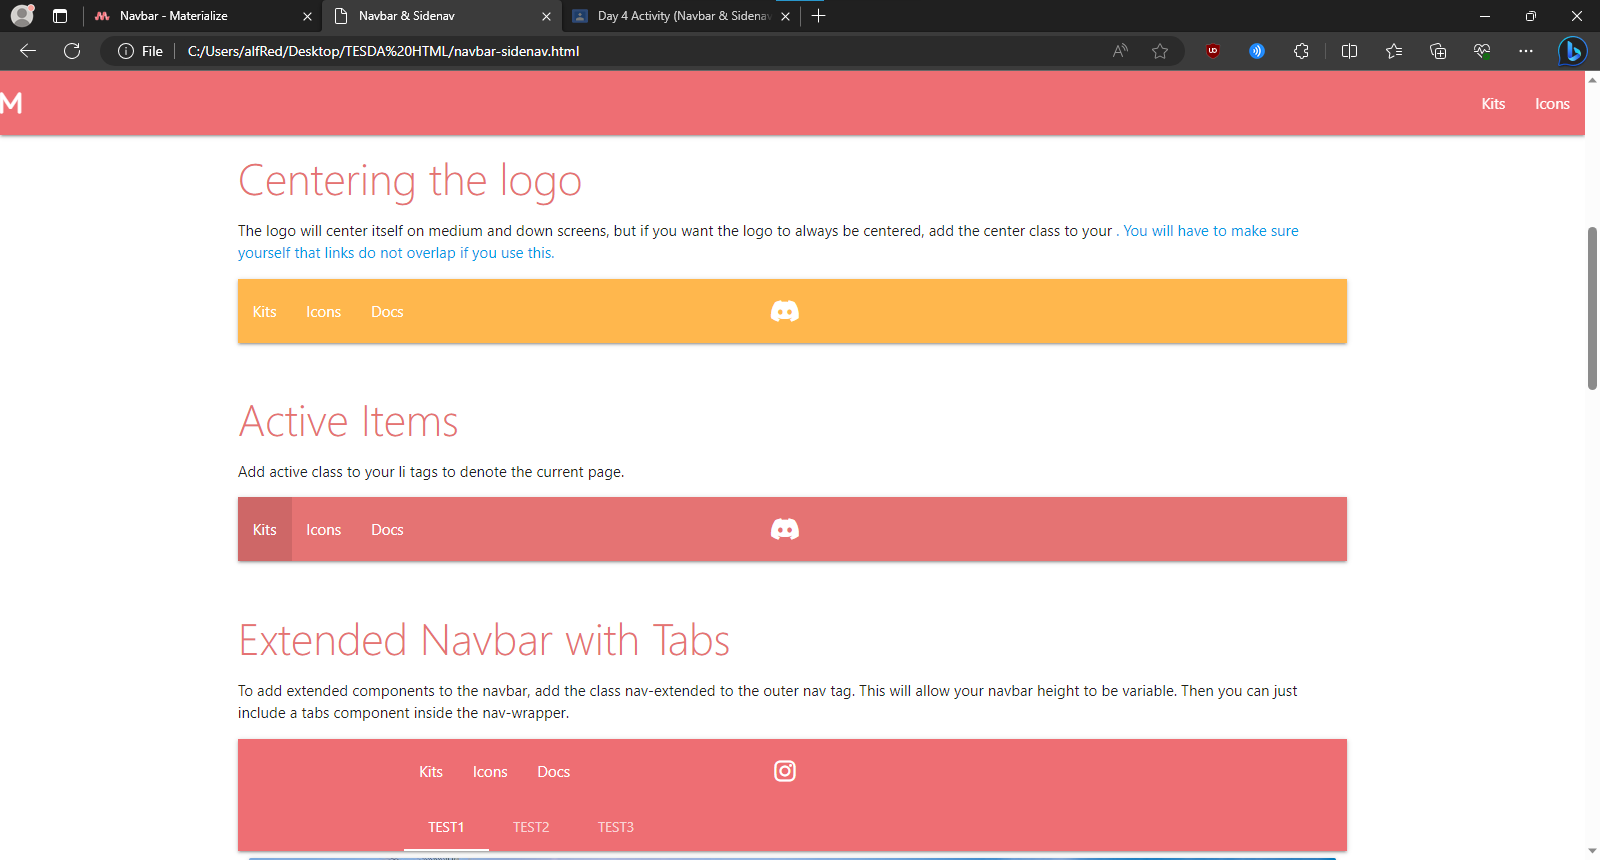 Navbar - Materialize
Navbar & Sidenav
Day 4 Activity (Navbar & Sidenav
File
C:/Users/alfRed/Desktop/TESDA%20HTML/navbar-sidenav.html
M
Kits
Icons
Centering the logo
The logo will center itself on medium and down screens, but if you want the logo to always be centered, add the center class to your . You will have to make sure
yourself that links do not overlap if you use this.
Kits Icons Docs
Active Items
Add active class to your li tags to denote the current page.
Kits Icons Docs
Extended Navbar with Tabs
To add extended components to the navbar, add the class nav-extended to the outer nav tag. This will allow your navbar height to be variable. Then you can just
include a tabs component inside the nav-wrapper.
Kits Icons Docs
TEST1 TEST2 TEST3